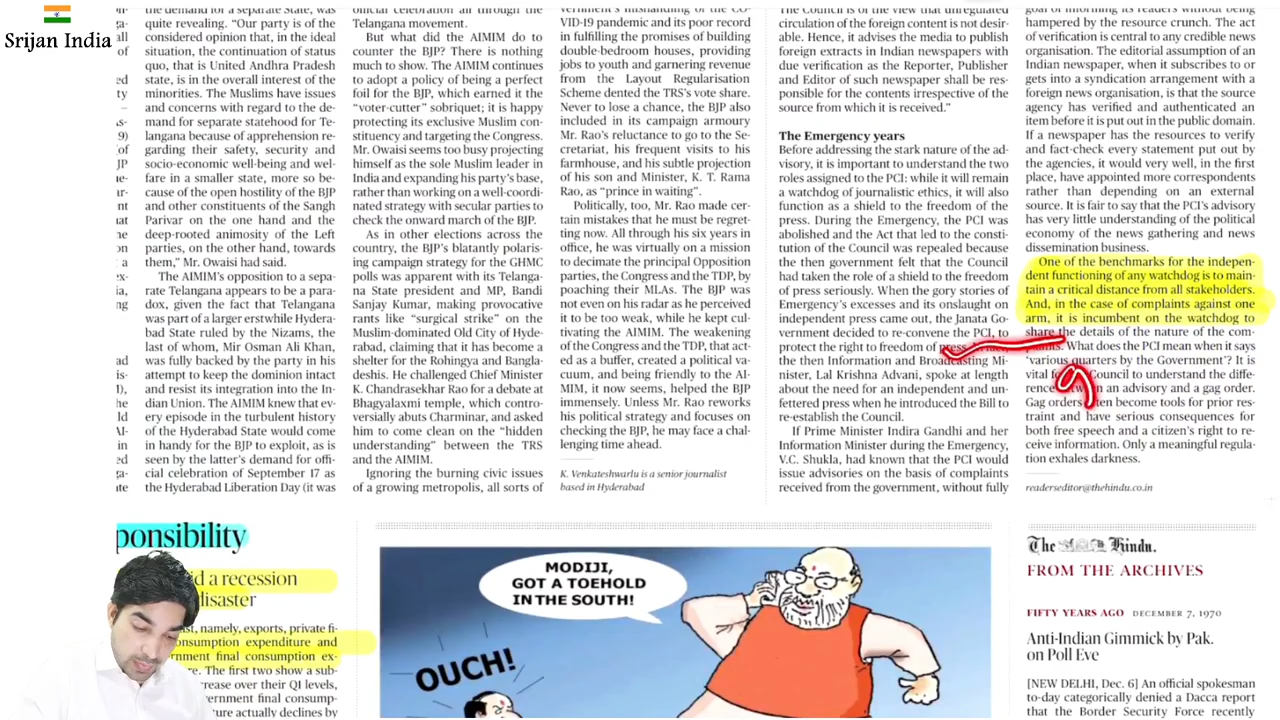 Srijan India
the demand for a separate State, was
quite revealing. “Our party is of the
considered opinion that, in the ideal
situation, the continuation of status
quo, that is United Andhra Pradesh
state, is in the overall interest of the
minorities. The Muslims have issues
and concerns with regard to the de-
mand for separate statehood for Te-
langana because of apprehension re-
garding their safety, security and
socio-economic well-being and wel-
fare in a smaller state, more so be-
cause of the open hostility of the BJP
and other constituents of the Sangh
Parivar on the one hand and the
deep-rooted animosity of the Left
parties, on the other hand, towards
them,” Mr. Owaisi had said.
The AIMIM’s opposition to a sepa-
rate Telangana appears to be a para-
dox, given the fact that Telangana
was part of a larger erstwhile Hydera-
bad State ruled by the Nizams, the
last of whom, Mir Osman Ali Khan,
was fully backed by the party in his
attempt to keep the dominion intact
and resist its integration into the In-
dian Union. The AIMIM knew that ev-
ery episode in the turbulent history
of the Hyderabad State would come
in handy for the BJP to exploit, as is
seen by the latter’s demand for offi-
cial celebration of September 17 as
the Hyderabad Liberation Day (it was
official celebration all through the
Telangana movement.
But what did the AIMIM do to
counter the BJP? There is nothing
much to show. The AIMIM continues
to adopt a policy of being a perfect
foil for the BJP, which earned it the
“voter-cutter” sobriquet; it is happy
protecting its exclusive Muslim con-
stituency and targeting the Congress.
Mr. Owaisi seems too busy projecting
himself as the sole Muslim leader in
India and expanding his party’s base,
rather than working on a well-coordi-
nated strategy with secular parties to
check the onward march of the BJP.
As in other elections across the
country, the BJP’s blatantly polaris-
ing campaign strategy for the GHMC
polls was apparent with its Telanga-
na State president and MP, Bandi
Sanjay Kumar, making provocative
rants like “surgical strike” on the
Muslim-dominated Old City of Hyde-
rabad, claiming that it has become a
shelter for the Rohingya and Bangla-
deshis. He challenged Chief Minister
K. Chandrasekhar Rao for a debate at
Bhagyalaxmi temple, which contro-
versially abuts Charminar, and asked
him to come clean on the “hidden
understanding” between the TRS
and the AIMIM.
Ignoring the burning civic issues
of a growing metropolis, all sorts of
VID-19 pandemic and its poor record
in fulfilling the promises of building
double-bedroom houses, providing
jobs to youth and garnering revenue
from the Layout Regularisation
Scheme dented the TRS’s vote share.
Never to lose a chance, the BJP also
included in its campaign armoury
Mr. Rao’s reluctance to go to the Se-
cretariat, his frequent visits to his
farmhouse, and his subtle projection
of his son and Minister, K. T. Rama
Rao, as “prince in waiting”.
Politically, too, Mr. Rao made cer-
tain mistakes that he must be regret-
ting now. All through his six years in
office, he was virtually on a mission
to decimate the principal Opposition
parties, the Congress and the TDP, by
poaching their MLAs. The BJP was
not even on his radar as he perceived
it to be too weak, while he kept cul-
tivating the AIMIM. The weakening
of the Congress and the TDP, that act-
ed as a buffer, created a political va-
cuum, and being friendly to the AI-
MIM, it now seems, helped the BJP
immensely. Unless Mr. Rao reworks
his political strategy and focuses on
checking the BJP, he may face a chal-
lenging time ahead.
K. Venkateshwarlu is a senior journalist
based in Hyderabad
The Council is of the view that unregulated
circulation of the foreign content is not desir-
able. Hence, it advises the media to publish
foreign extracts in Indian newspapers with
due verification as the Reporter, Publisher
and Editor of such newspaper shall be res-
ponsible for the contents irrespective of the
source from which it is received.”
The Emergency years
Before addressing the stark nature of the ad-
visory, it is important to understand the two
roles assigned to the PCI: while it will remain
a watchdog of journalistic ethics, it will also
function as a shield to the freedom of the
press. During the Emergency, the PCI was
abolished and the Act that led to the consti-
tution of the Council was repealed because
the then government felt that the Council
had taken the role of a shield to the freedom
of press seriously. When the gory stories of
Emergency’s excesses and its onslaught on
independent press came out, the Janata Go-
vernment decided to re-convene the PCI, to
protect the right to freedom of press
the then Information and Broadcasting Mi-
nister, Lal Krishna Advani, spoke at length
about the need for an independent and un-
fettered press when he introduced the Bill to
re-establish the Council.
If Prime Minister Indira Gandhi and her
Information Minister during the Emergency,
V.C. Shukla, had known that the PCI would
issue advisories on the basis of complaints
received from the government, without fully
goal of informing its readers without being
hampered by the resource crunch. The act
of verification is central to any credible news
organisation. The editorial assumption of an
Indian newspaper, when it subscribes to or
gets into a syndication arrangement with a
foreign news organisation, is that the source
agency has verified and authenticated an
item before it is put out in the public domain.
If a newspaper has the resources to verify
and fact-check every statement put out by
the agencies, it would very well, in the first
place, have appointed more correspondents
rather than depending on an external
source. It is fair to say that the PCI’s advisory
has very little understanding of the political
economy of the news gathering and news
dissemination business.
One of the benchmarks for the indepen-
dent functioning of any watchdog is to main-
tain a critical distance from all stakeholders.
And, in the case of complaints against one
arm, it is incumbent on the watchdog to
share the details of the nature of the com-
What does the PCI mean when it says
‘various quarters by the Government’? It is
vital Council to understand the diffe-
rence an advisory and a gag order.
Gag orders often become tools for prior res-
traint and have serious consequences for
both free speech and a citizen’s right to re-
ceive information. Only a meaningful regula-
tion exhales darkness.
readerseditor@thehindu.co.in
ponsibility
a recession
disaster
namely, exports, private fi-
consumption expenditure and
final consumption ex-
The first two show a sub-
over their Q1 levels,
final consump-
actually declines by
MODIJI,
GOT A TOEHOLD
IN THE SOUTH!
OUCH!
The Hindu.
FROM THE ARCHIVES
FIFTY YEARS AGO DECEMBER 7, 1970
Anti-Indian Gimmick by Pak.
on Poll Eve
[NEW DELHI, Dec. 6] An official spokesman
to-day categorically denied a Dacca report
that the Border Security Force recently